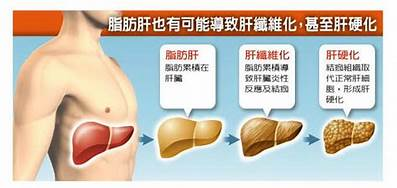 脂肪肝也有可能導致肝纖維化，甚至肝硬化
脂肪肝
脂肪累積在
肝臟
肝纖維化
脂肪累積導
致肝臟炎性
反應及結痂
肝硬化
結痂組織取
代正常肝細
胞，形成肝
硬化